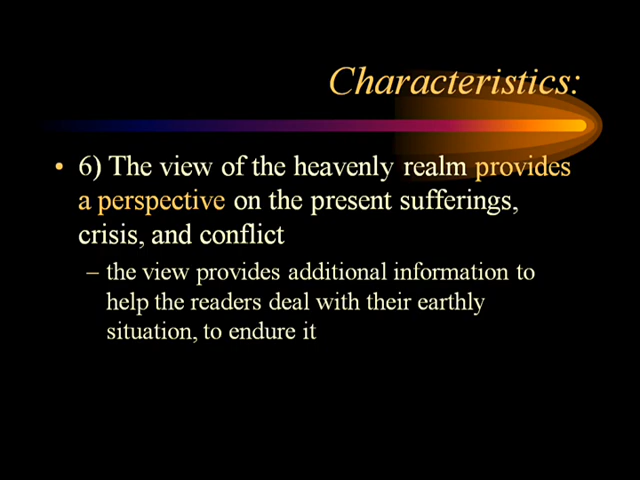 Characteristics:
• 6) The view of the heavenly realm provides
a perspective on the present sufferings,
crisis, and conflict
– the view provides additional information to
help the readers deal with their earthly
situation, to endure it